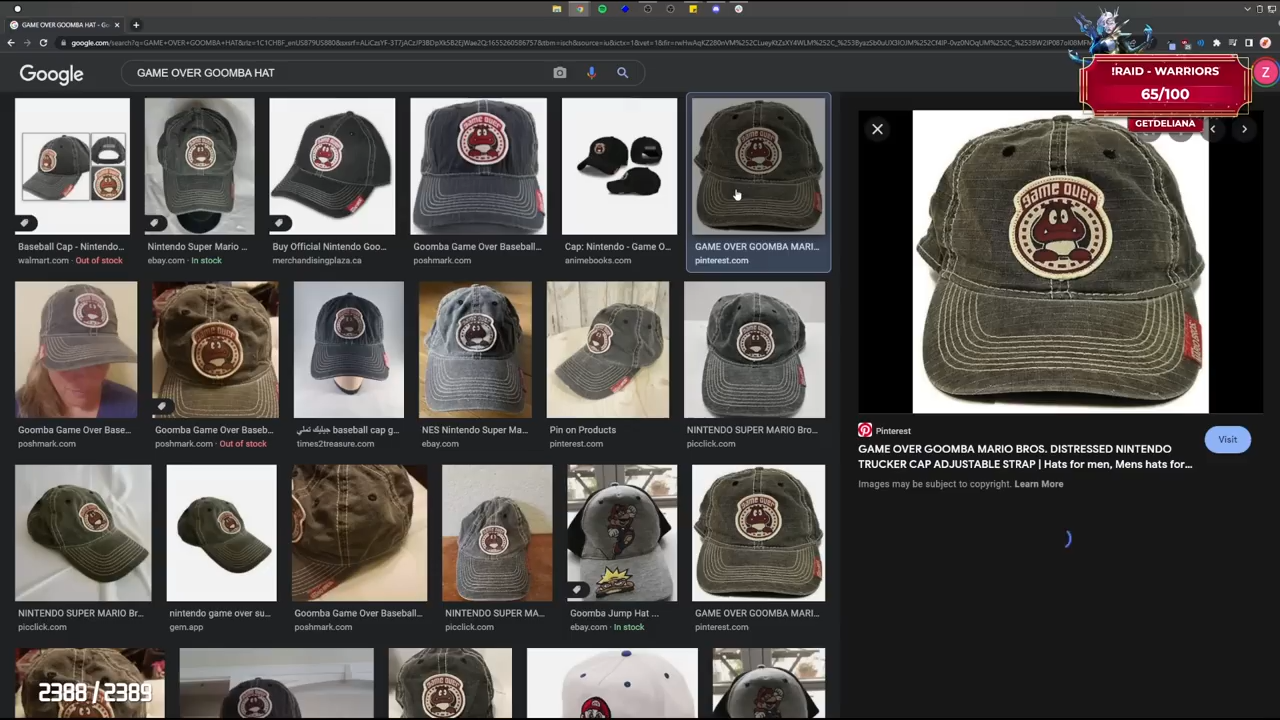 GAME OVER GOOMBA HAT - Goo
!RAID - WARRIORS
65/100
GETDELIANA
Google
GAME OVER GOOMBA HAT
Z
Baseball Cap - Nintendo...
walmart.com · Out of stock
Nintendo Super Mario ...
ebay.com · In stock
Buy Official Nintendo Goo...
merchandisingplaza.ca
Goomba Game Over Baseball...
poshmark.com
Cap: Nintendo - Game O...
animebooks.com
GAME OVER GOOMBA MARI...
pinterest.com
game over
Goomba Game Over Base...
poshmark.com
Goomba Game Over Baseb...
poshmark.com · Out of stock
baseball cap g...
times2treasure.com
NES Nintendo Super Ma...
ebay.com
Pin on Products
pinterest.com
NINTENDO SUPER MARIO Bro...
picclick.com
Pinterest
GAME OVER GOOMBA MARIO BROS. DISTRESSED NINTENDO
TRUCKER CAP ADJUSTABLE STRAP | Hats for men, Mens hats for...
Visit
Images may be subject to copyright. Learn More
NINTENDO SUPER MARIO Br...
picclick.com
nintendo game over su...
gem.app
Goomba Game Over Baseball...
poshmark.com
NINTENDO SUPER MA...
picclick.com
Goomba Jump Hat ...
ebay.com · In stock
GAME OVER GOOMBA MARI...
pinterest.com
2388 / 2389